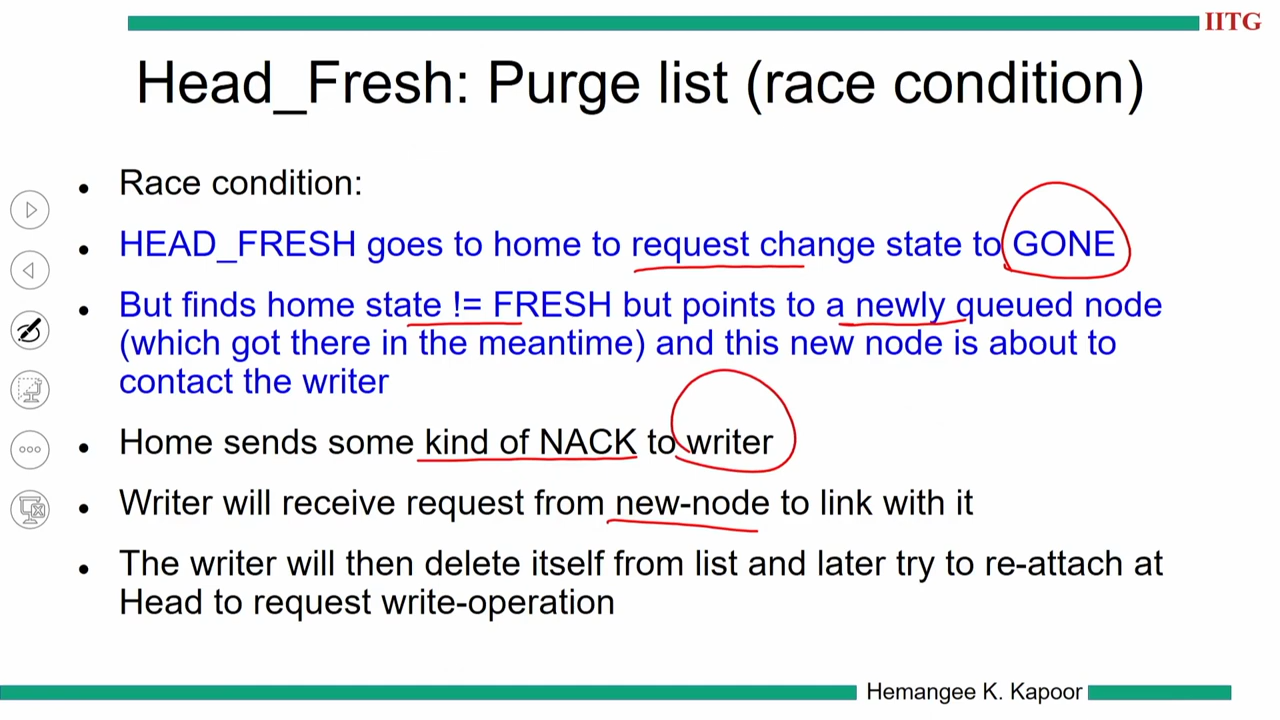 IITG
Head_Fresh: Purge list (race condition)
Race condition:
HEAD_FRESH goes to home to request change state to GONE
But finds home state != FRESH but points to a newly queued node
(which got there in the meantime) and this new node is about to
contact the writer
Home sends some kind of NACK to writer
Writer will receive request from new-node to link with it
The writer will then delete itself from list and later try to re-attach at
Head to request write-operation
Hemangee K. Kapoor